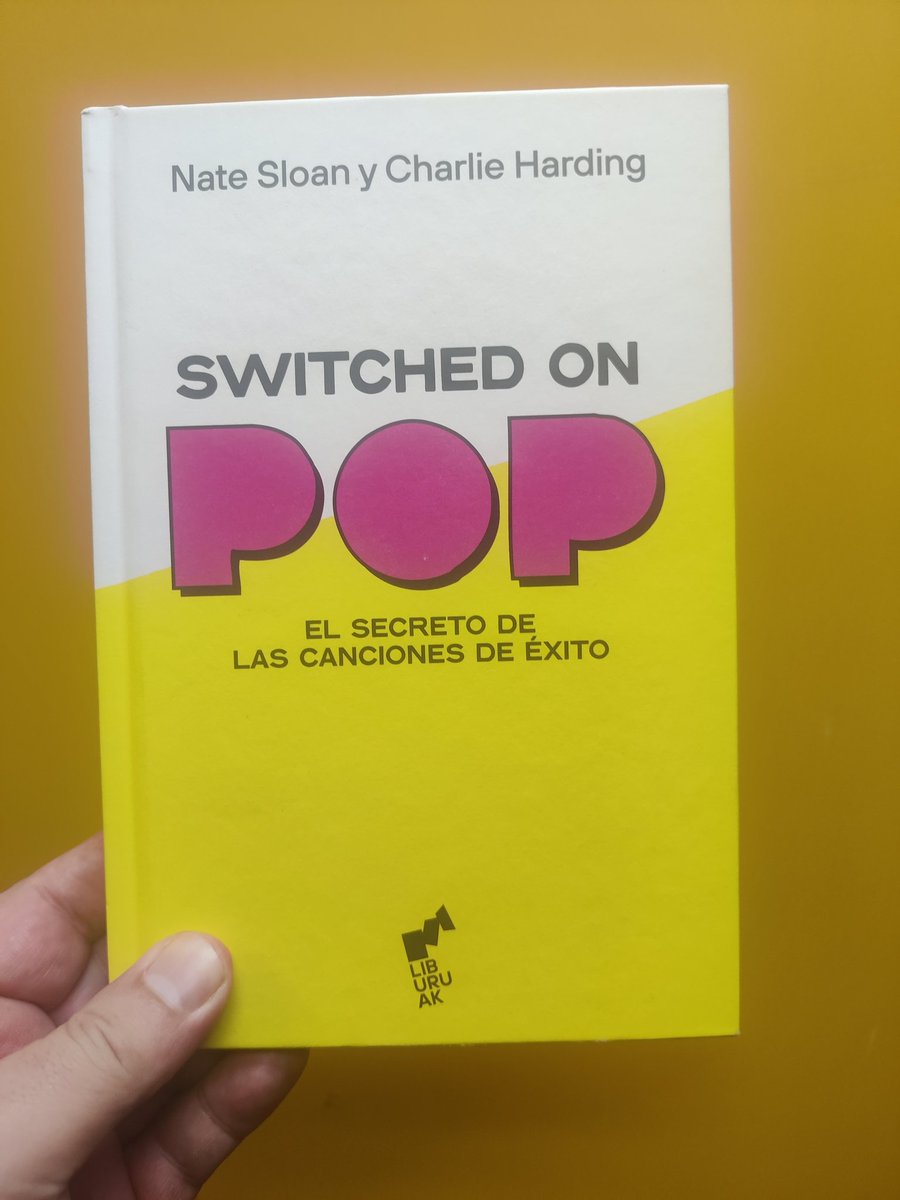 Nate Sloan y Charlie Harding
SWITCHED ON
POP
EL SECRETO DE
LAS CANCIONES DE ÉXITO
LIB
URU
AK